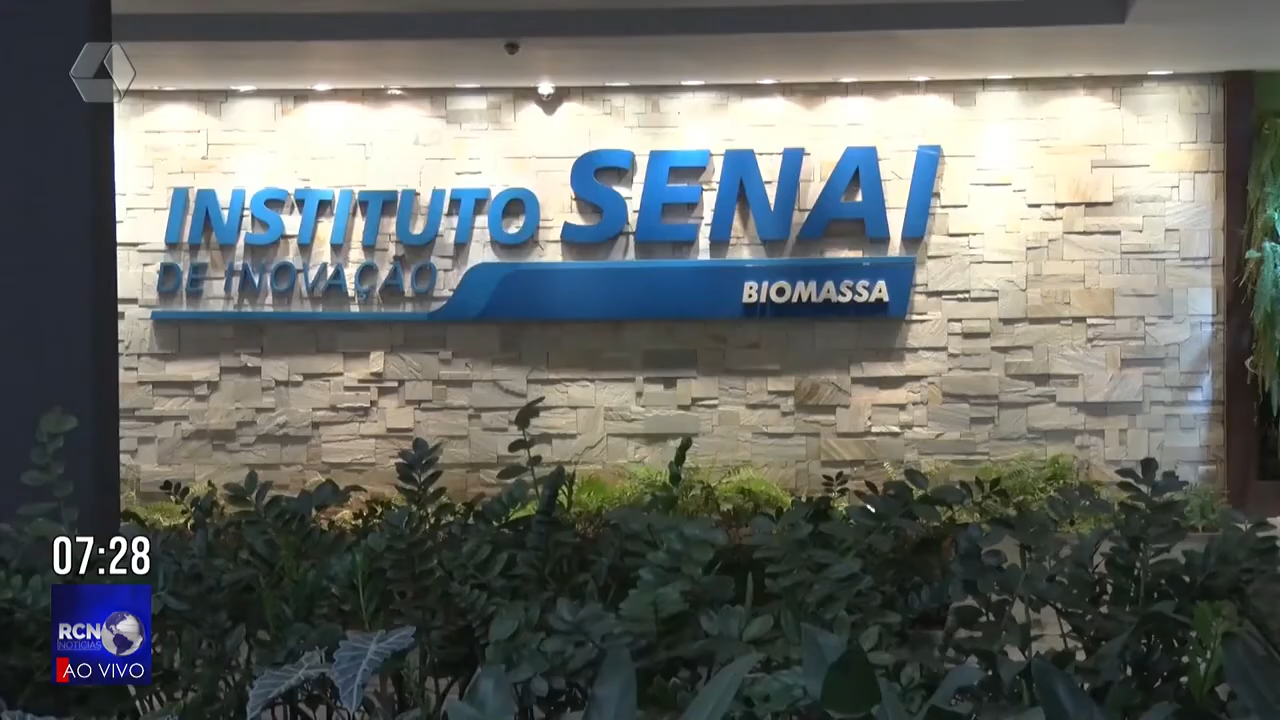 INSTITUTO SENAI
DE INOVAÇÃO
BIOMASSA
07:28
RCN
NOTÍCIAS
AO VIVO